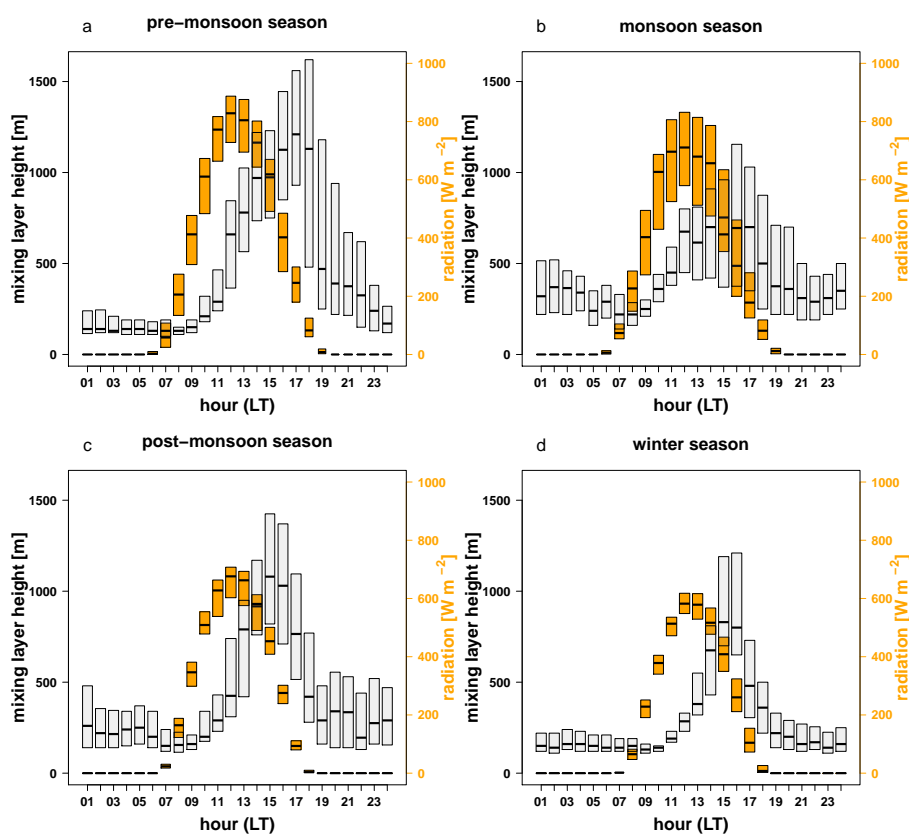 a pre−monsoon season
mixing layer height [m]
1500
1000
500
0
1000
800
600
400
200
0
radiation [W m −2]
01 03 05 07 09 11 13 15 17 19 21 23
hour (LT)
b monsoon season
mixing layer height [m]
1500
1000
500
0
1000
800
600
400
200
0
radiation [W m −2]
01 03 05 07 09 11 13 15 17 19 21 23
hour (LT)
c post−monsoon season
mixing layer height [m]
1500
1000
500
0
1000
800
600
400
200
0
radiation [W m −2]
01 03 05 07 09 11 13 15 17 19 21 23
hour (LT)
d winter season
mixing layer height [m]
1500
1000
500
0
1000
800
600
400
200
0
radiation [W m −2]
01 03 05 07 09 11 13 15 17 19 21 23
hour (LT)